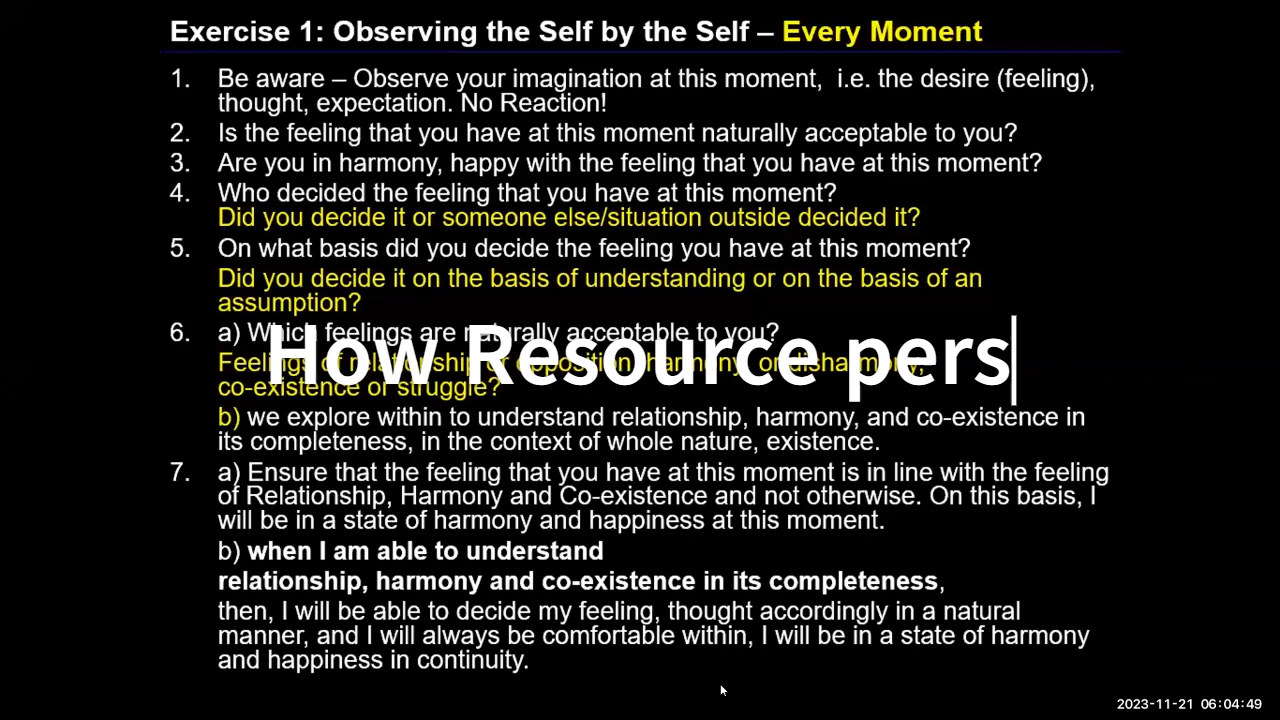 Exercise 1: Observing the Self by the Self – Every Moment
1. Be aware – Observe your imagination at this moment, i.e. the desire (feeling),
thought, expectation. No Reaction!
2. Is the feeling that you have at this moment naturally acceptable to you?
3. Are you in harmony, happy with the feeling that you have at this moment?
4. Who decided the feeling that you have at this moment?
Did you decide it or someone else/situation outside decided it?
5. On what basis did you decide the feeling you have at this moment?
Did you decide it on the basis of understanding or on the basis of an
assumption?
6. a) Which feelings are naturally acceptable to you?
Feelings of relationship or opposition, harmony, or disharmony,
co-existence or struggle?
How Resource pers
b) we explore within to understand relationship, harmony, and co-existence in
its completeness, in the context of whole nature, existence.
7. a) Ensure that the feeling that you have at this moment is in line with the feeling
of Relationship, Harmony and Co-existence and not otherwise. On this basis, I
will be in a state of harmony and happiness at this moment.
b) when I am able to understand
relationship, harmony and co-existence in its completeness,
then, I will be able to decide my feeling, thought accordingly in a natural
manner, and I will always be comfortable within, I will be in a state of harmony
and happiness in continuity.
2023-11-21 06:04:49